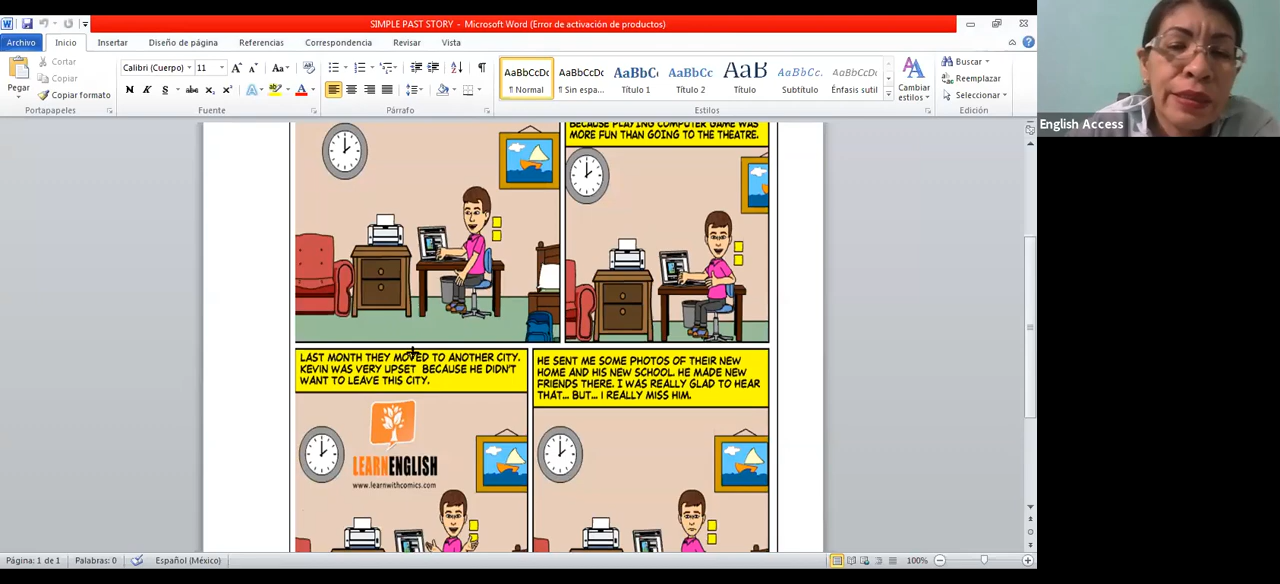 SIMPLE PAST STORY - Microsoft Word (Error de activación de productos)
Archivo Inicio Insertar Diseño de página Referencias Correspondencia Revisar Vista
Pegar
Cortar
Copiar
Copiar formato
Portapapeles
Calibri (Cuerpo) 11 A A Aa
N K S abc x₂ x² A A
Fuente
Párrafo
AaBbCcDc AaBbCcDc AaBbC AaBbCc AaB AaBbCc. AaBbCcDc
¶ Normal ¶ Sin espa... Título 1 Título 2 Título Subtítulo Énfasis sutil
Cambiar
estilos
Estilos
Buscar
Reemplazar
Seleccionar
Edición
English Access
BECAUSE PLAYING COMPUTER GAME WAS
MORE FUN THAN GOING TO THE THEATRE.
LAST MONTH THEY MOVED TO ANOTHER CITY.
KEVIN WAS VERY UPSET BECAUSE HE DIDN'T
WANT TO LEAVE THIS CITY.
HE SENT ME SOME PHOTOS OF THEIR NEW
HOME AND HIS NEW SCHOOL. HE MADE NEW
FRIENDS THERE. I WAS REALLY GLAD TO HEAR
THAT... BUT... I REALLY MISS HIM.
LEARNENGLISH
www.learnwithcomics.com
Página: 1 de 1 Palabras: 0 Español (México) 100%